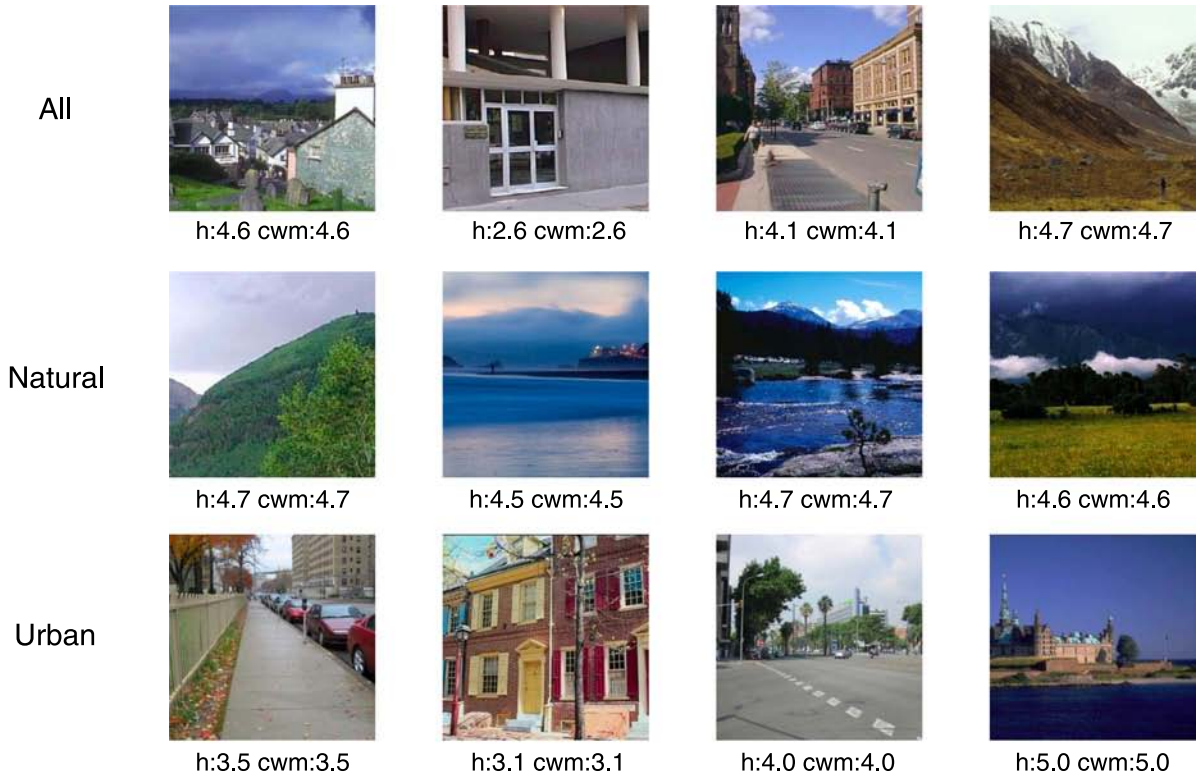 All
h:4.6 cwm:4.6 h:2.6 cwm:2.6 h:4.1 cwm:4.1 h:4.7 cwm:4.7
Natural
h:4.7 cwm:4.7 h:4.5 cwm:4.5 h:4.7 cwm:4.7 h:4.6 cwm:4.6
Urban
h:3.5 cwm:3.5 h:3.1 cwm:3.1 h:4.0 cwm:4.0 h:5.0 cwm:5.0